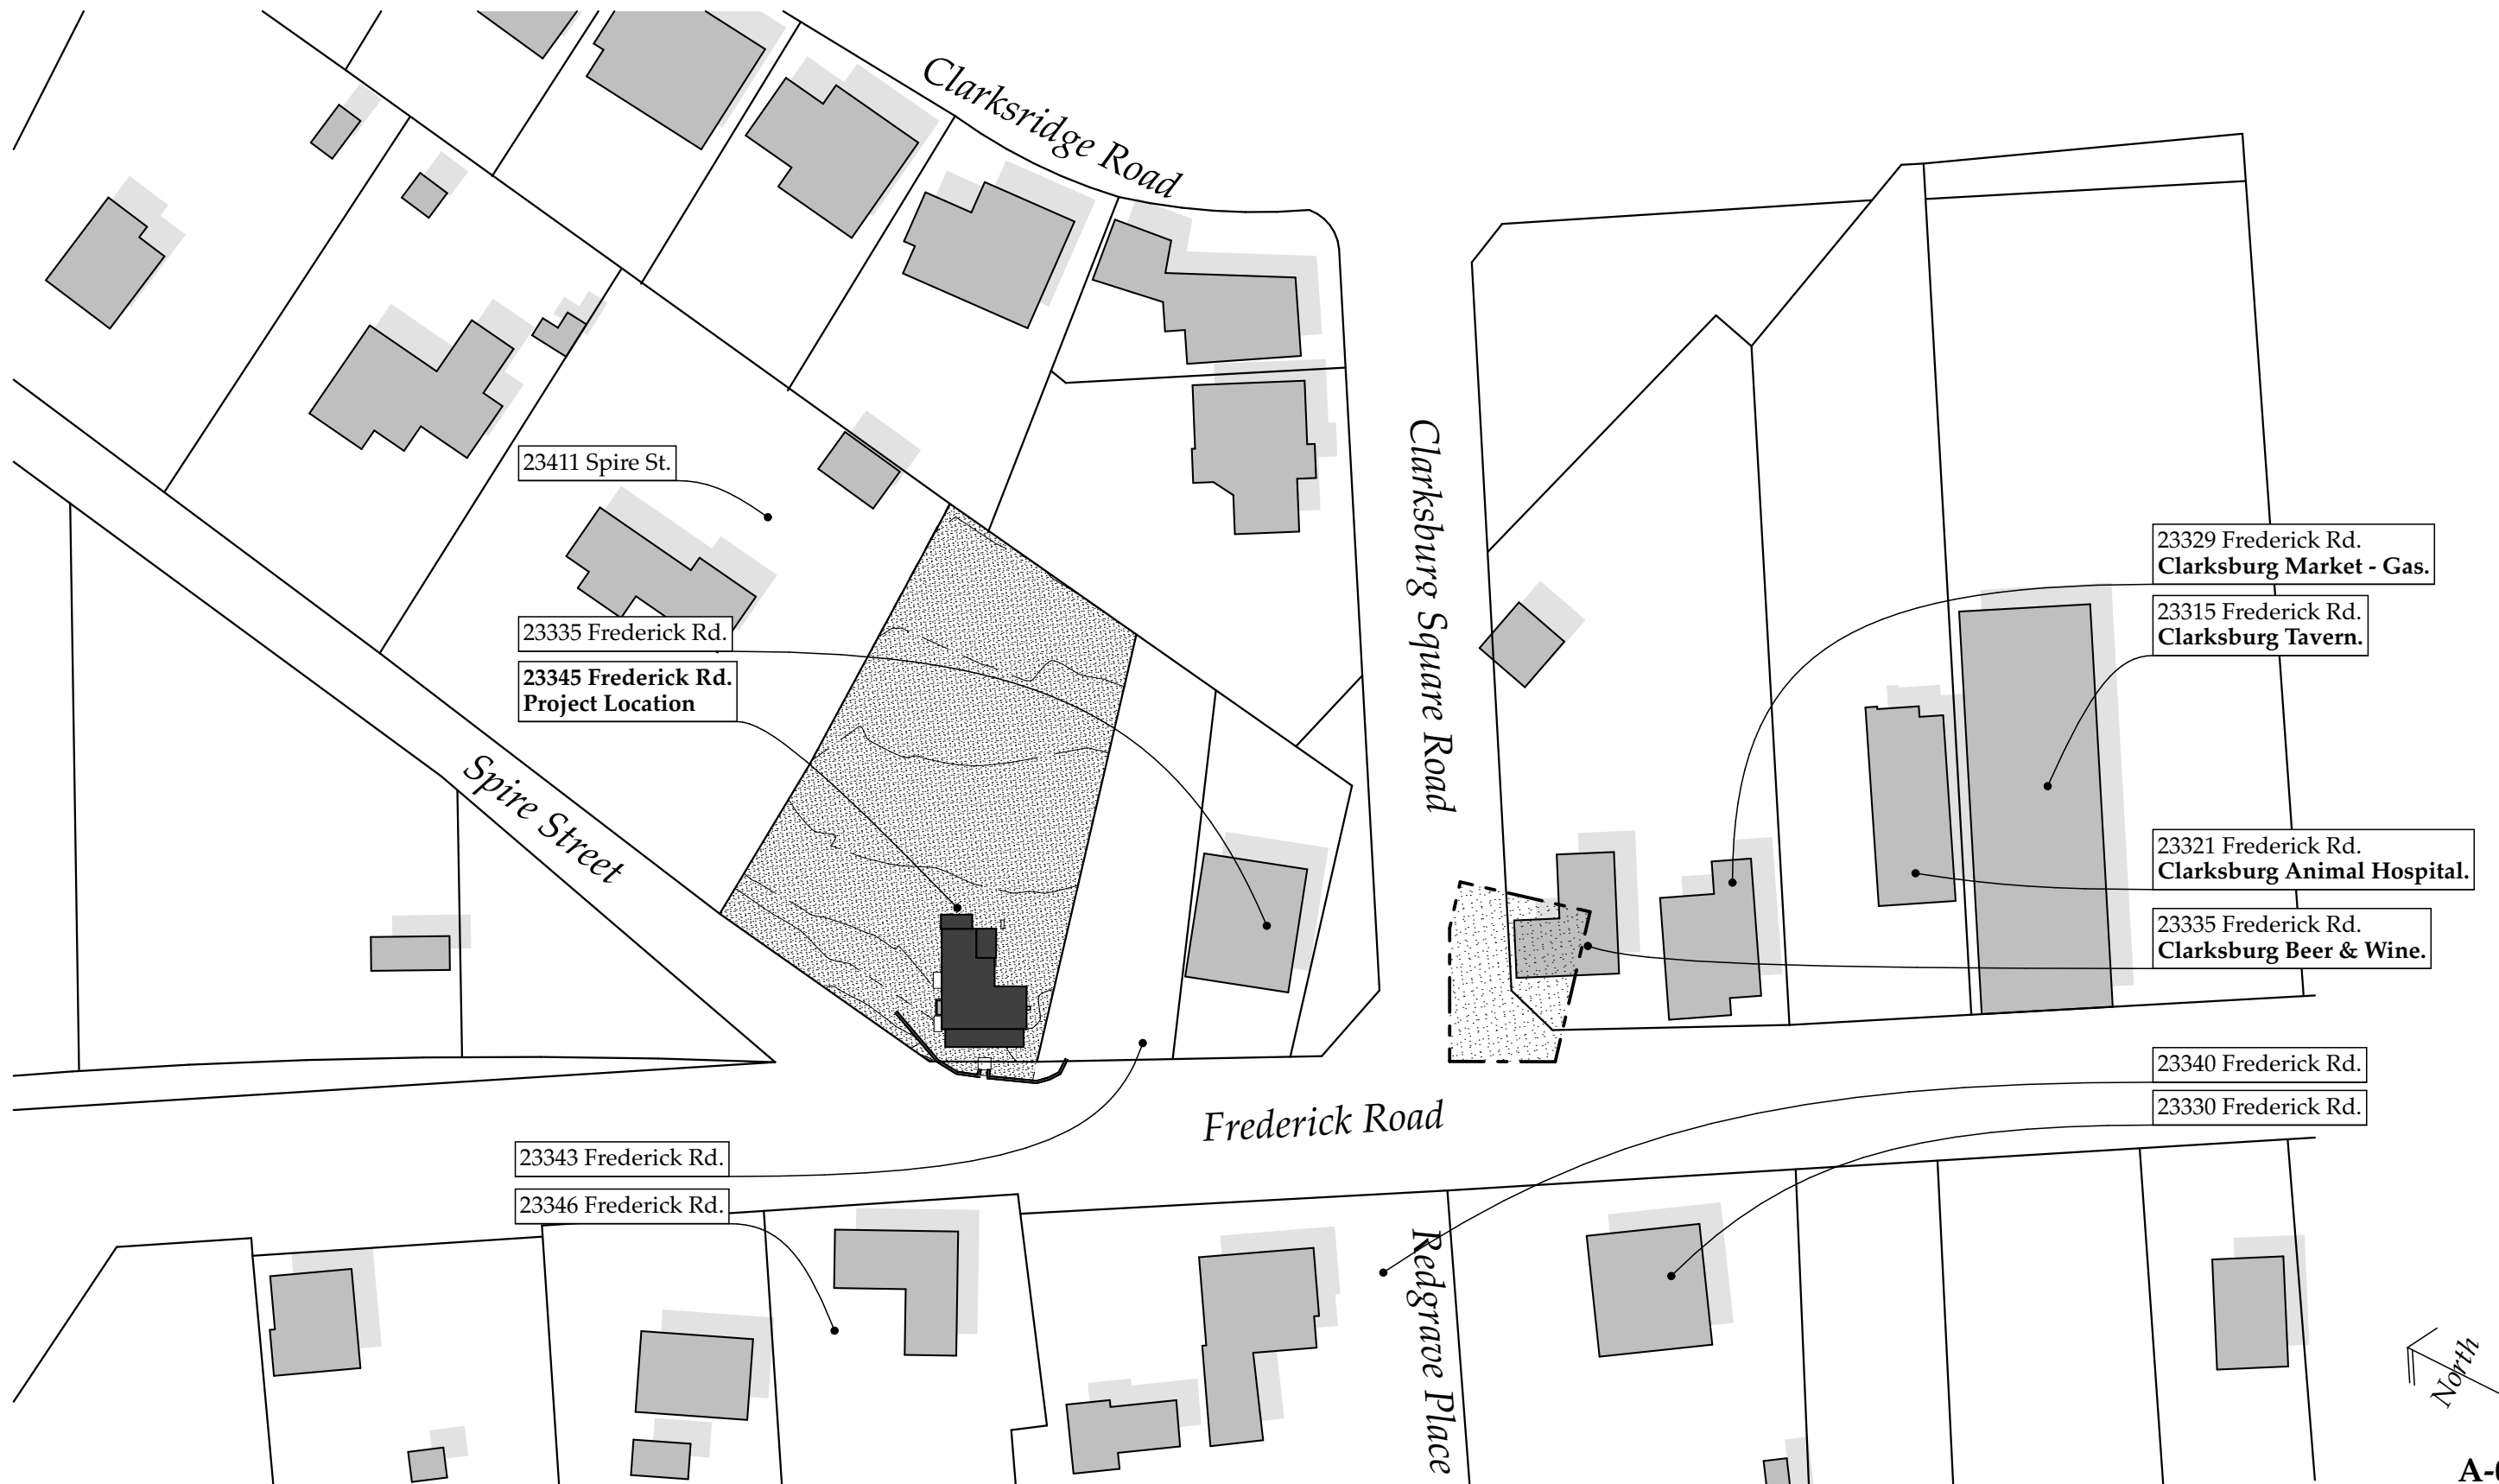 Clarksridge Road
23411 Spire St.
Clarksburg Square Road
23329 Frederick Rd.
Clarksburg Market - Gas.
23315 Frederick Rd.
Clarksburg Tavern.
23335 Frederick Rd.
23345 Frederick Rd.
Project Location
Spire Street
23321 Frederick Rd.
Clarksburg Animal Hospital.
23335 Frederick Rd.
Clarksburg Beer & Wine.
23340 Frederick Rd.
23330 Frederick Rd.
Frederick Road
23343 Frederick Rd.
23346 Frederick Rd.
Redgrave Place
North